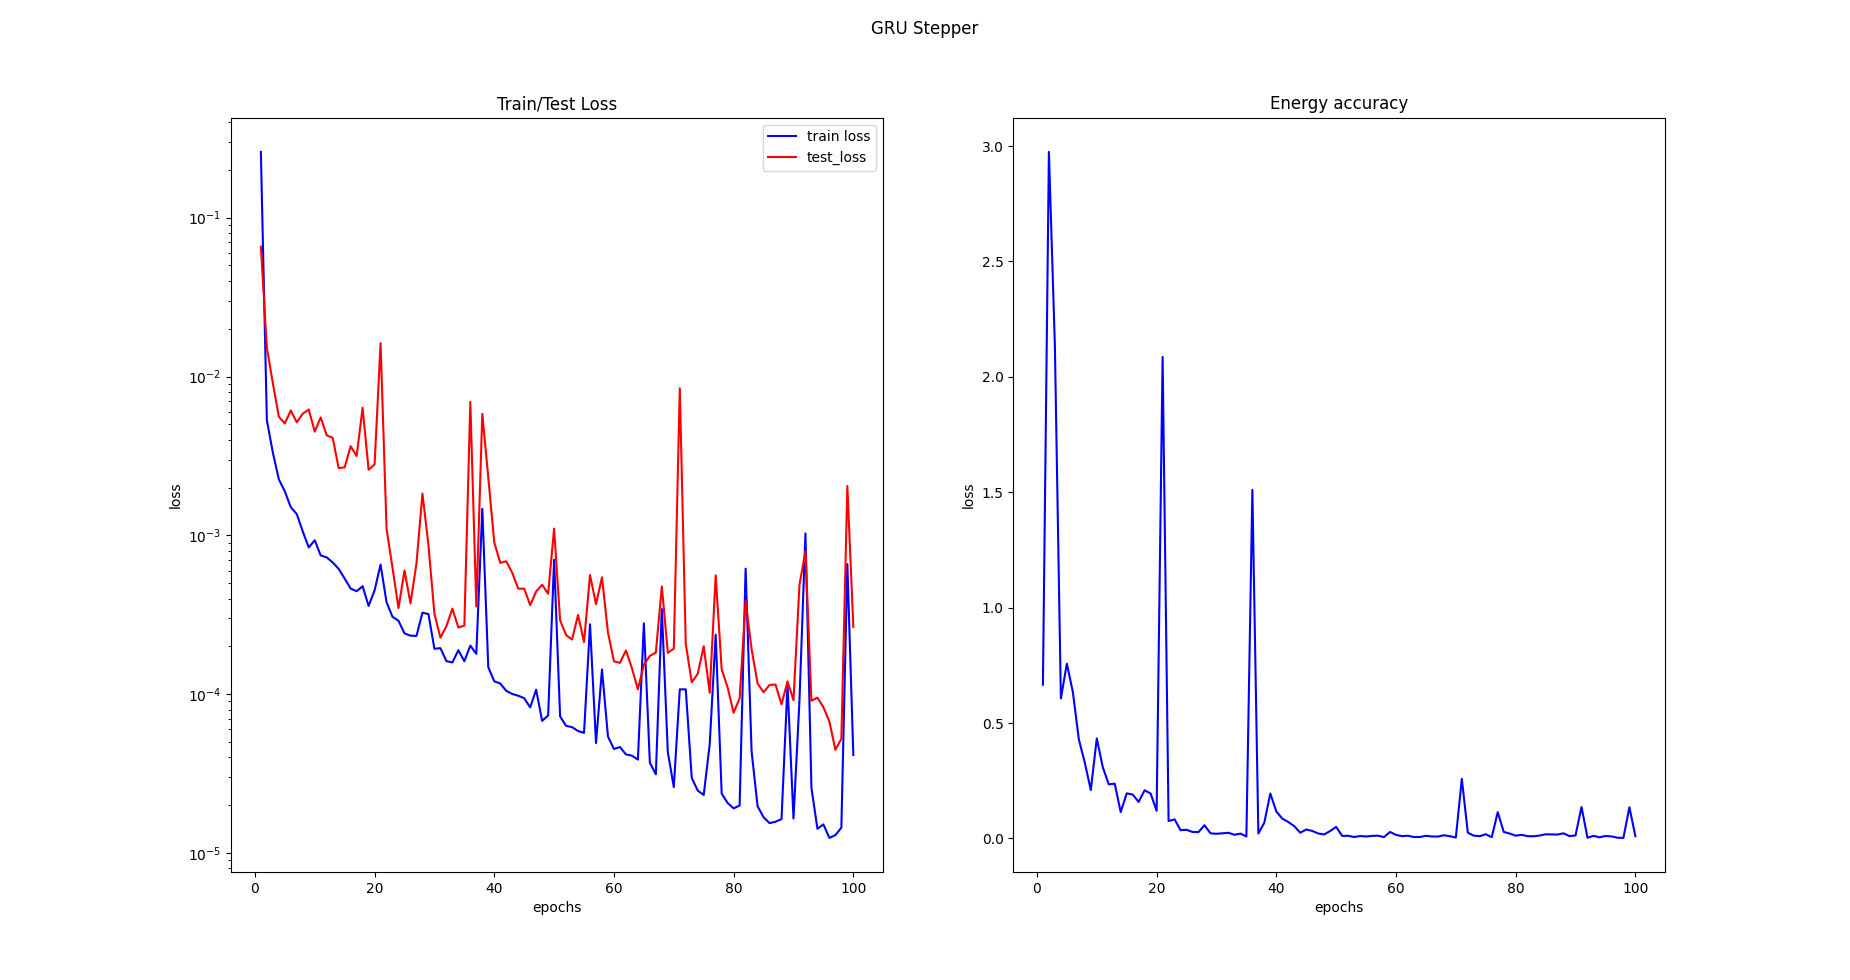 GRU Stepper
Train/Test Loss
train loss
test_loss
10⁻¹
10⁻²
10⁻³
10⁻⁴
10⁻⁵
loss
0 20 40 60 80 100
epochs
Energy accuracy
3.0
2.5
2.0
1.5
1.0
0.5
0.0
loss
0 20 40 60 80 100
epochs